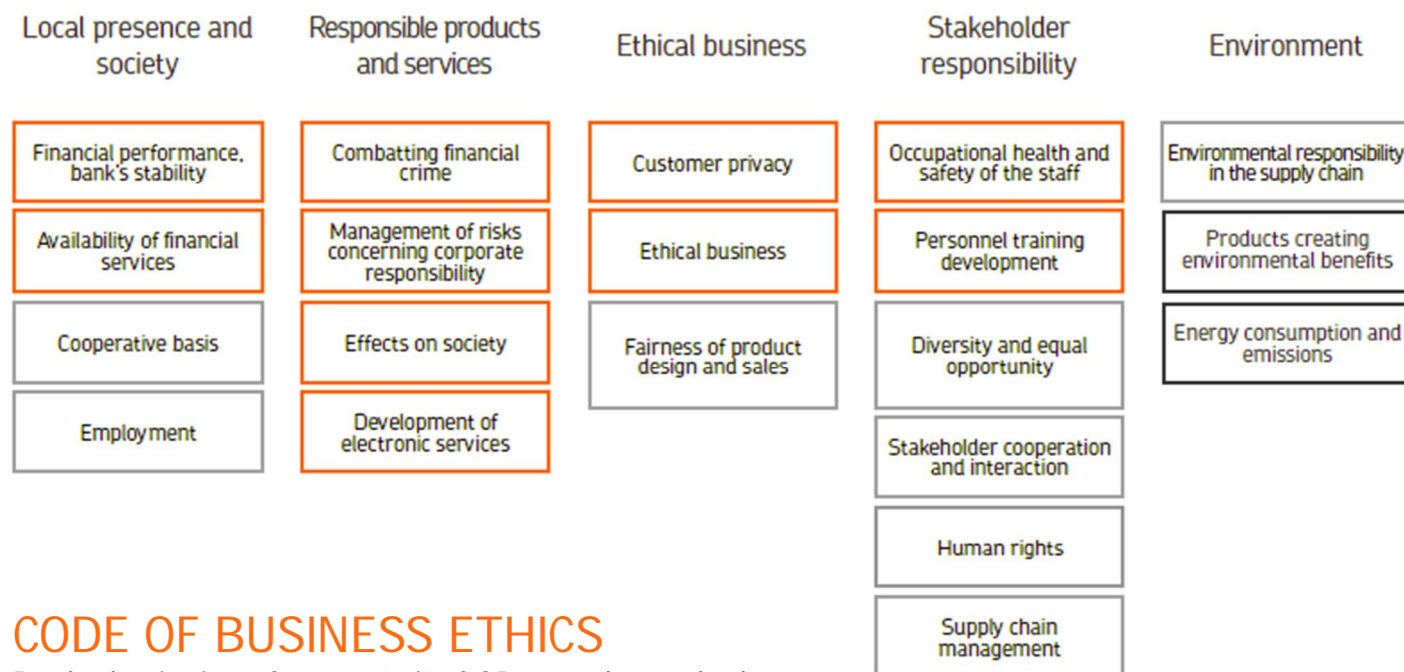 Local presence and
society
Financial performance,
bank's stability
Availability of financial
services
Cooperative basis
Employment
Responsible products
and services
Combatting financial
crime
Management of risks
concerning corporate
responsibility
Effects on society
Development of
electronic services
Ethical business
Customer privacy
Ethical business
Fairness of product
design and sales
Stakeholder
responsibility
Occupational health and
safety of the staff
Personnel training
development
Diversity and equal
opportunity
Stakeholder cooperation
and interaction
Human rights
Supply chain
management
Environment
Environmental responsibility
in the supply chain
Products creating
environmental benefits
Energy consumption and
emissions
CODE OF BUSINESS ETHICS